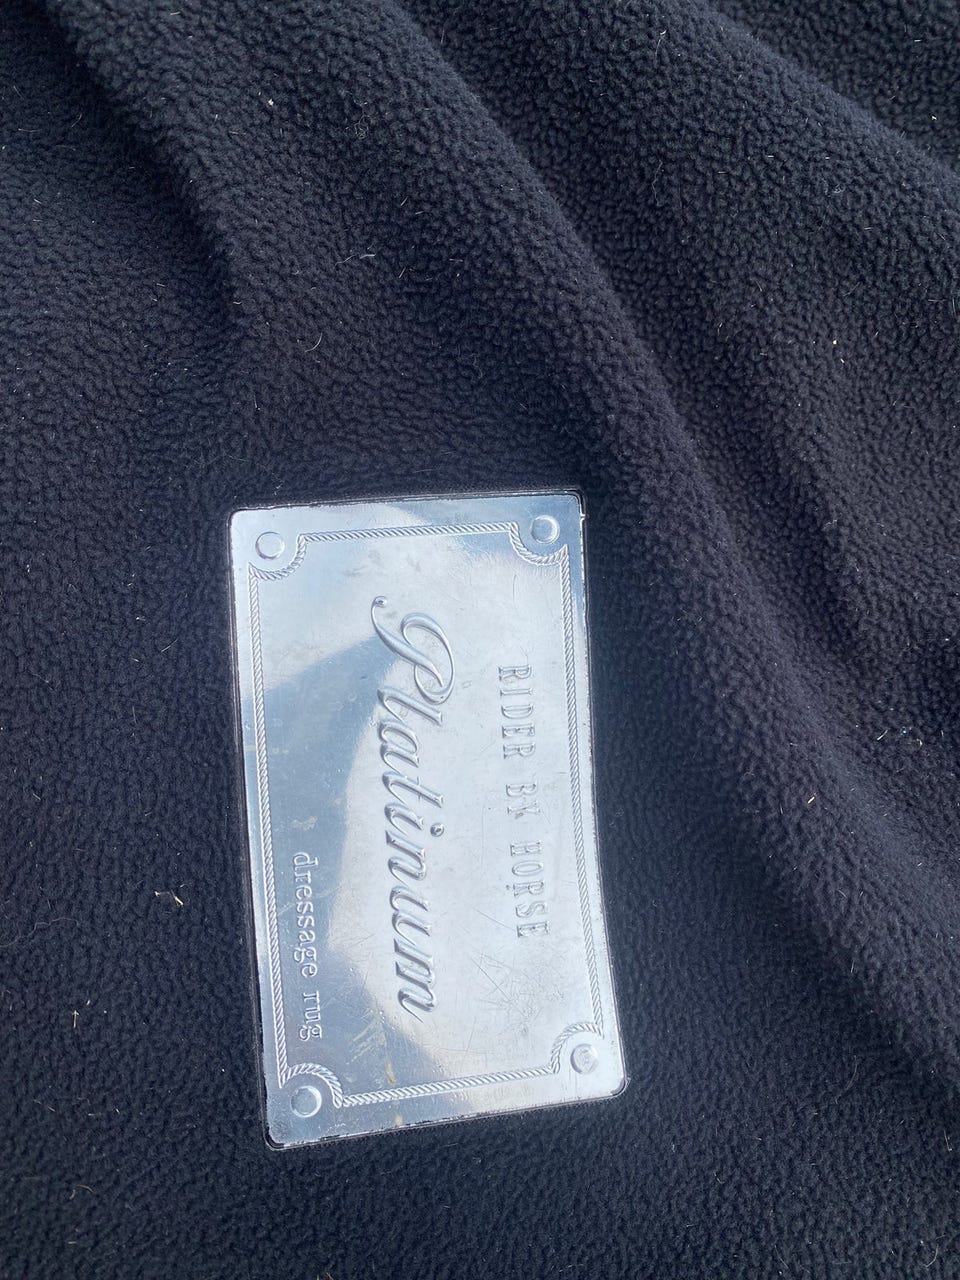 RIDER BY HORSE
Platinum
dressage rug